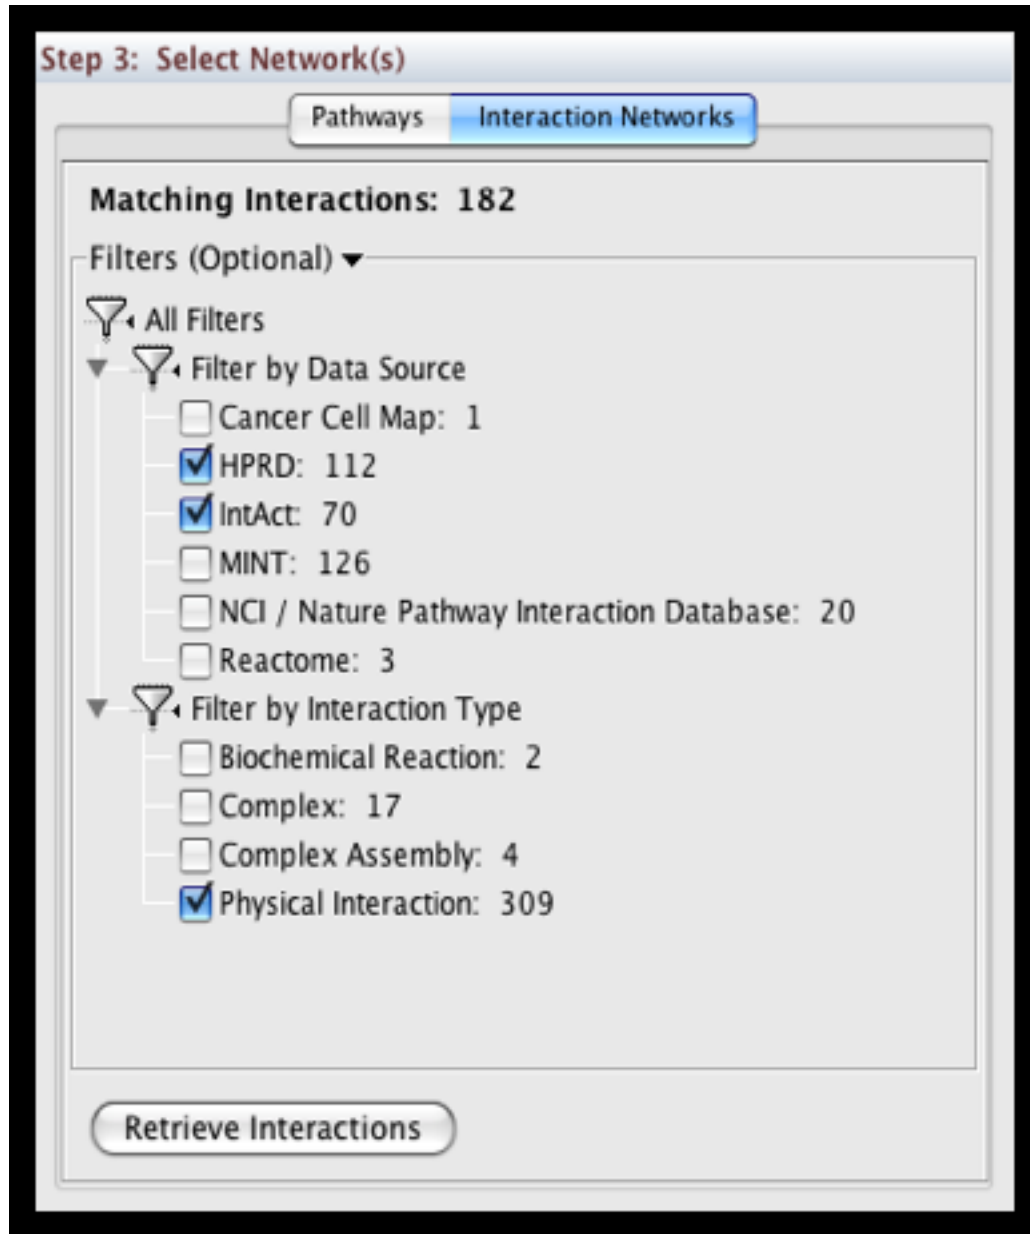 Step 3: Select Network(s)
Pathways Interaction Networks
Matching Interactions: 182
Filters (Optional)
All Filters
Filter by Data Source
Cancer Cell Map: 1
HPRD: 112
IntAct: 70
MINT: 126
NCI / Nature Pathway Interaction Database: 20
Reactome: 3
Filter by Interaction Type
Biochemical Reaction: 2
Complex: 17
Complex Assembly: 4
Physical Interaction: 309
Retrieve Interactions